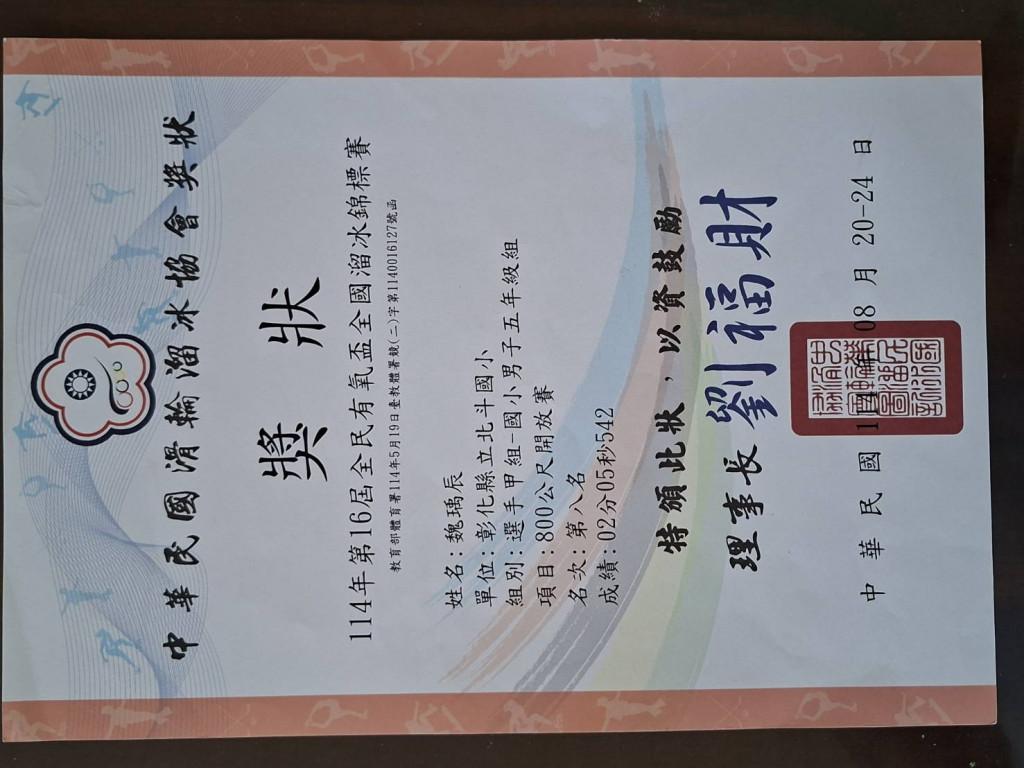 中華民國滑輪溜冰協會獎狀
獎狀
114年第16屆全民有氧盃全國溜冰錦標賽
教育部體育署114年5月19日臺教體署競(二)字第1140016127號函
姓名：魏瑀辰
單位：彰化縣立北斗國小
組別：選手甲組-國小男子五年級組
項目：800公尺開放賽
名次：第八名
成績：02分05秒542
特頒此狀，以資鼓勵
理事長 劉福財
中華民國 114年 08 月 20-24 日